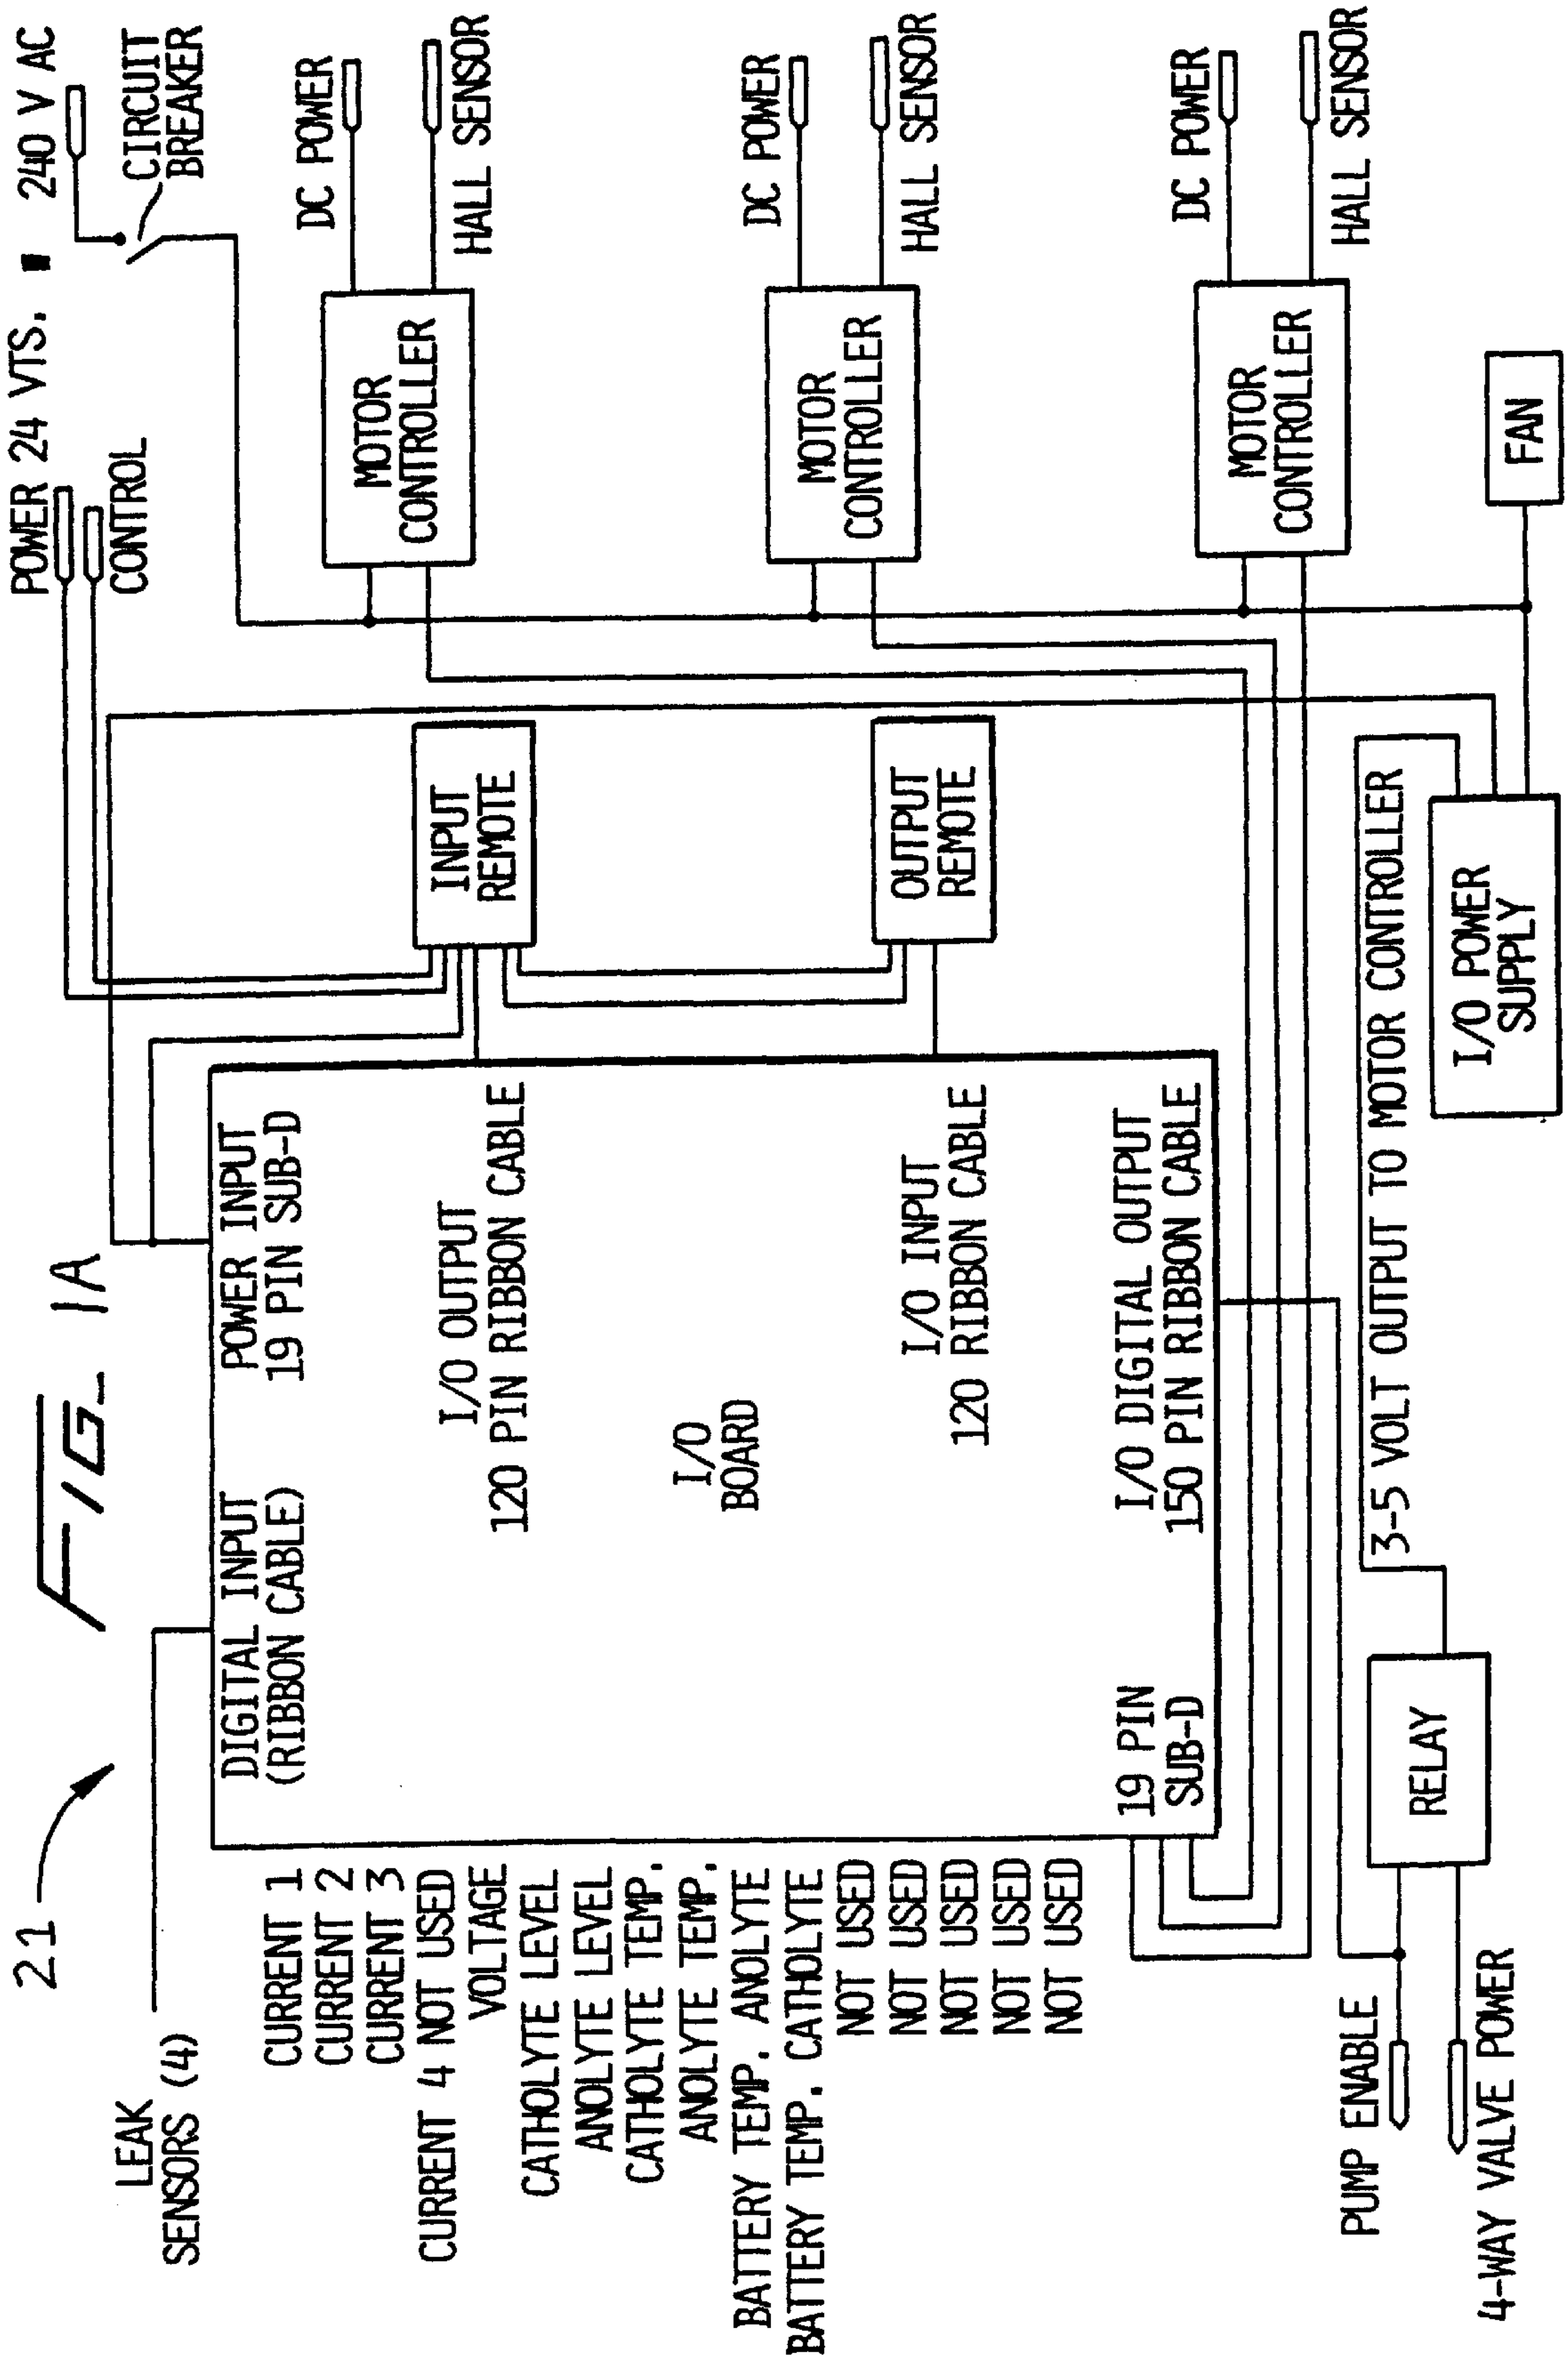 FIG_ 1A
21
LEAK
SENSORS (4)
POWER 24 VTS.
240 V AC
CONTROL
CIRCUIT
BREAKER
DIGITAL INPUT
(RIBBON CABLE)
POWER INPUT
19 PIN SUB-D
CURRENT 1
CURRENT 2
CURRENT 3
CURRENT 4 NOT USED
VOLTAGE
CATHOLYTE LEVEL
ANOLYTE LEVEL
CATHOLYTE TEMP.
ANOLYTE TEMP.
BATTERY TEMP. ANOLYTE
BATTERY TEMP. CATHOLYTE
NOT USED
NOT USED
NOT USED
NOT USED
NOT USED
I/O OUTPUT
120 PIN RIBBON CABLE
I/O
BOARD
I/O INPUT
120 RIBBON CABLE
19 PIN
SUB-D
I/O DIGITAL OUTPUT
150 PIN RIBBON CABLE
INPUT
REMOTE
OUTPUT
REMOTE
MOTOR
CONTROLLER
DC POWER
HALL SENSOR
MOTOR
CONTROLLER
DC POWER
HALL SENSOR
MOTOR
CONTROLLER
DC POWER
HALL SENSOR
PUMP ENABLE
4-WAY VALVE POWER
RELAY
3-5 VOLT OUTPUT TO MOTOR CONTROLLER
I/O POWER
SUPPLY
FAN